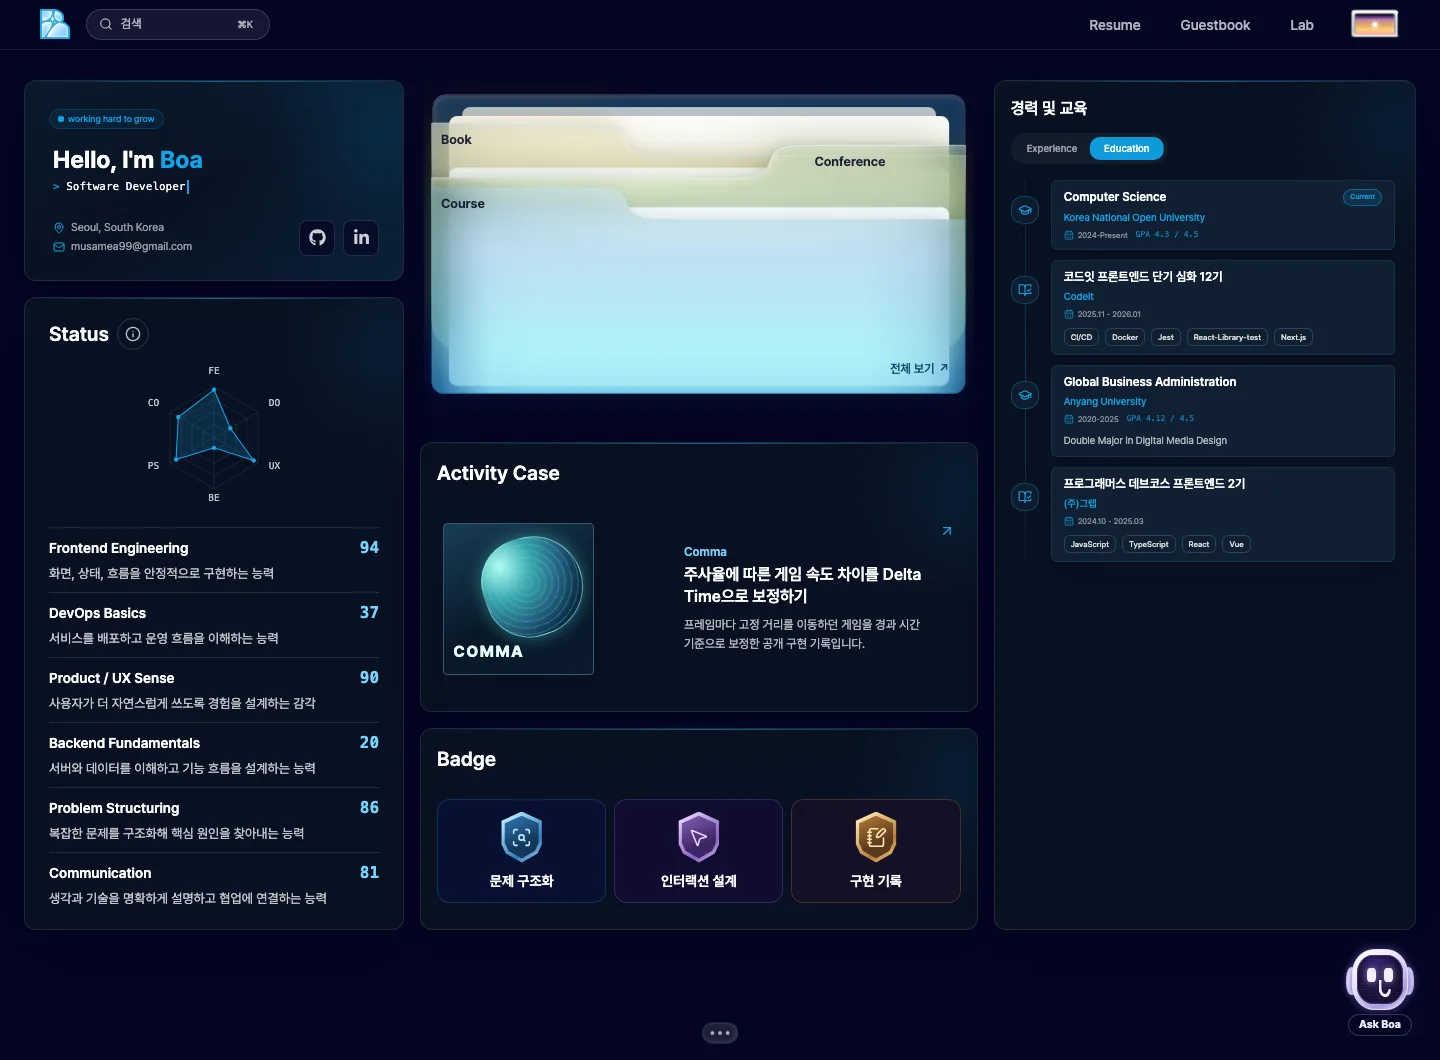 검색
⌘K
Resume
Guestbook
Lab
working hard to grow
Hello, I'm Boa
> Software Developer
Seoul, South Korea
musamea99@gmail.com
Status
FE
DO
UX
BE
PS
CO
Frontend Engineering 94
화면, 상태, 흐름을 안정적으로 구현하는 능력
DevOps Basics 37
서비스를 배포하고 운영 흐름을 이해하는 능력
Product / UX Sense 90
사용자가 더 자연스럽게 쓰도록 경험을 설계하는 감각
Backend Fundamentals 20
서버와 데이터를 이해하고 기능 흐름을 설계하는 능력
Problem Structuring 86
복잡한 문제를 구조화해 핵심 원인을 찾아내는 능력
Communication 81
생각과 기술을 명확하게 설명하고 협업에 연결하는 능력
Book
Conference
Course
전체 보기
Activity Case
COMMA
Comma
주사율에 따른 게임 속도 차이를 Delta
Time으로 보정하기
프레임마다 고정 거리를 이동하던 게임을 경과 시간
기준으로 보정한 공개 구현 기록입니다.
Badge
문제 구조화
인터랙션 설계
구현 기록
경력 및 교육
Experience
Education
Computer Science
Current
Korea National Open University
2024-Present GPA 4.3 / 4.5
코드잇 프론트엔드 단기 심화 12기
CodeIt
2025.11 - 2026.01
CI/CD
Docker
Jest
React-Library-test
Next.js
Global Business Administration
Anyang University
2020-2025 GPA 4.12 / 4.5
Double Major in Digital Media Design
프로그래머스 데브코스 프론트엔드 2기
(주)그렙
2024.10 - 2025.03
JavaScript
TypeScript
React
Vue
Ask Boa